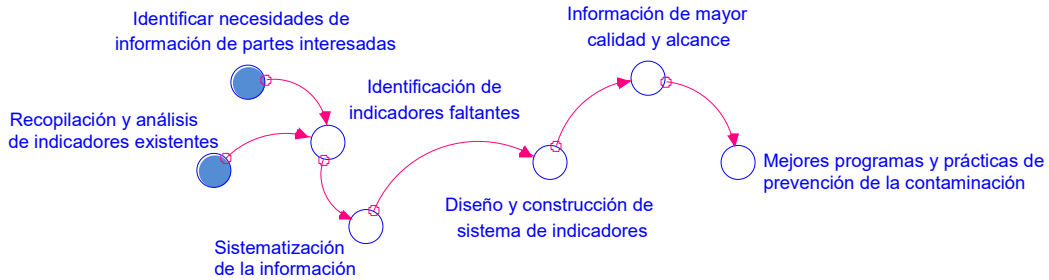 Identificar necesidades de
información de partes interesadas
Recopilación y análisis
de indicadores existentes
Identificación de
indicadores faltantes
Sistematización
de la información
Diseño y construcción de
sistema de indicadores
Información de mayor
calidad y alcance
Mejores programas y prácticas de
prevención de la contaminación